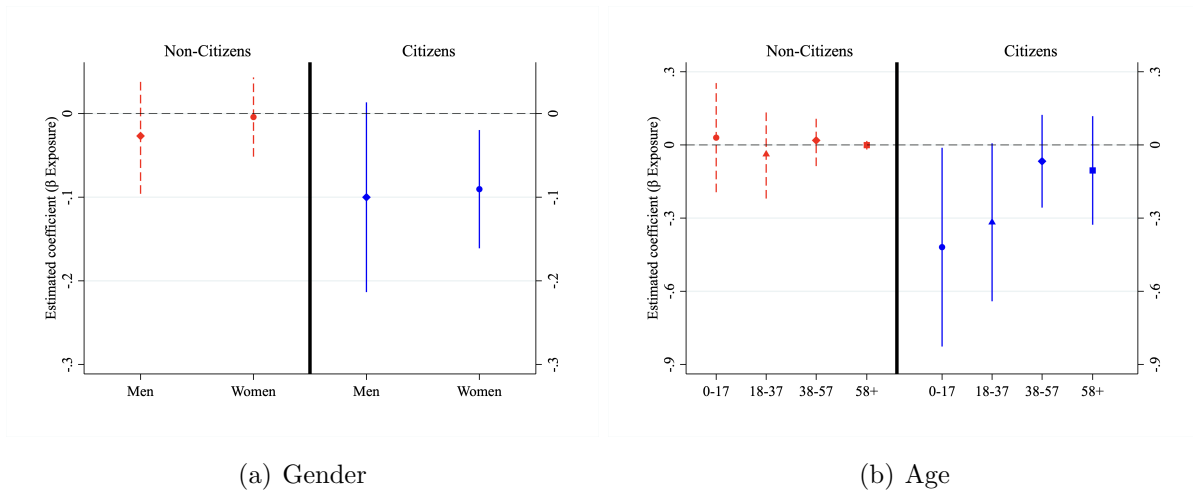 Non-Citizens Citizens
Estimated coefficient (β Exposure)
0 -.1 -.2 -.3
0 -.1 -.2 -.3
Men Women Men Women
(a) Gender
Non-Citizens Citizens
Estimated coefficient (β Exposure)
.3 0 -.3 -.6 -.9
.3 0 -.3 -.6 -.9
0-17 18-37 38-57 58+ 0-17 18-37 38-57 58+
(b) Age